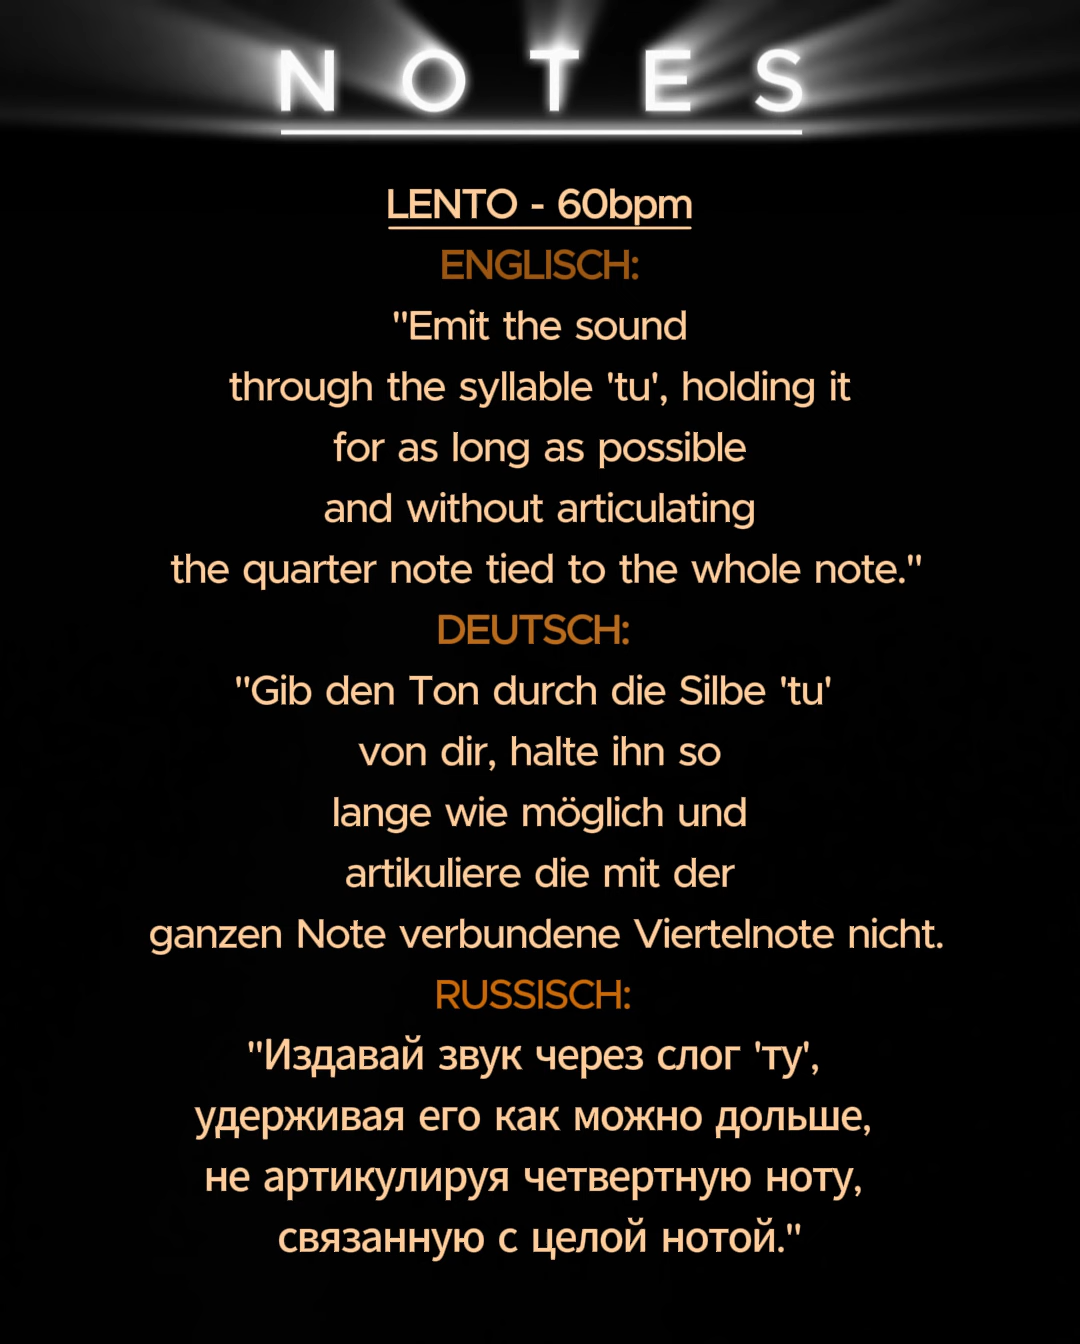 NOTES
LENTO - 60bpm
ENGLISCH:
"Emit the sound
through the syllable 'tu', holding it
for as long as possible
and without articulating
the quarter note tied to the whole note."
DEUTSCH:
"Gib den Ton durch die Silbe 'tu'
von dir, halte ihn so
lange wie möglich und
artikuliere die mit der
ganzen Note verbundene Viertelnote nicht.
RUSSISCH:
"Издавай звук через слог 'ту',
удерживая его как можно дольше,
не артикулируя четвертную ноту,
связанную с целой нотой."